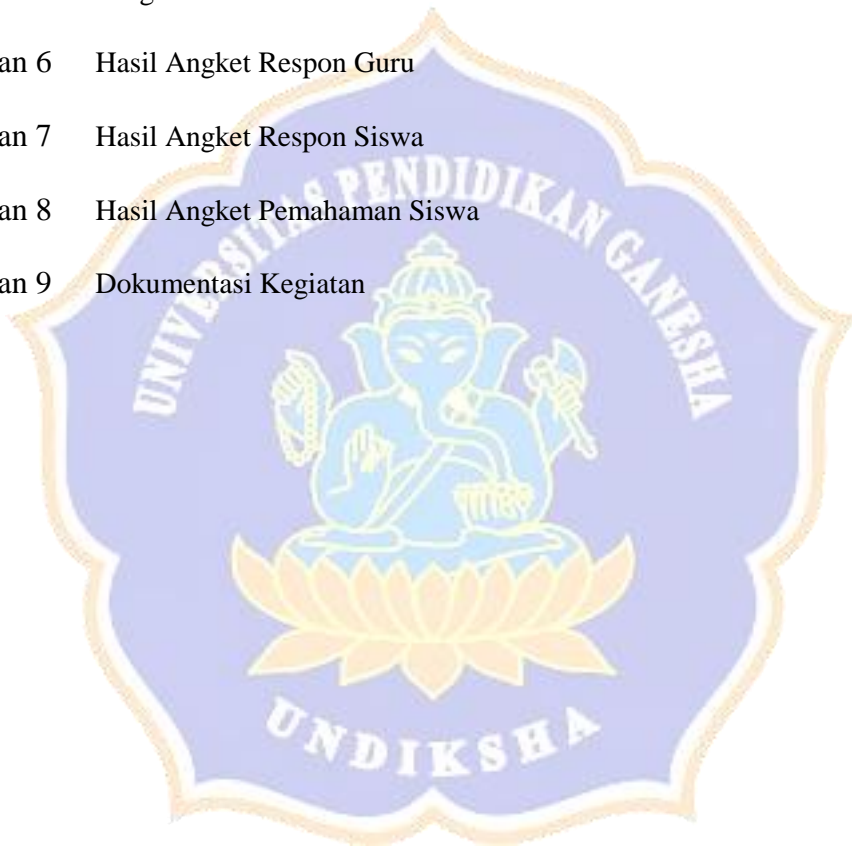 an 6 Hasil Angket Respon Guru
an 7 Hasil Angket Respon Siswa
an 8 Hasil Angket Pemahaman Siswa
an 9 Dokumentasi Kegiatan
UNIVERSITAS PENDIDIKAN GANESHA
UNDIKSHA